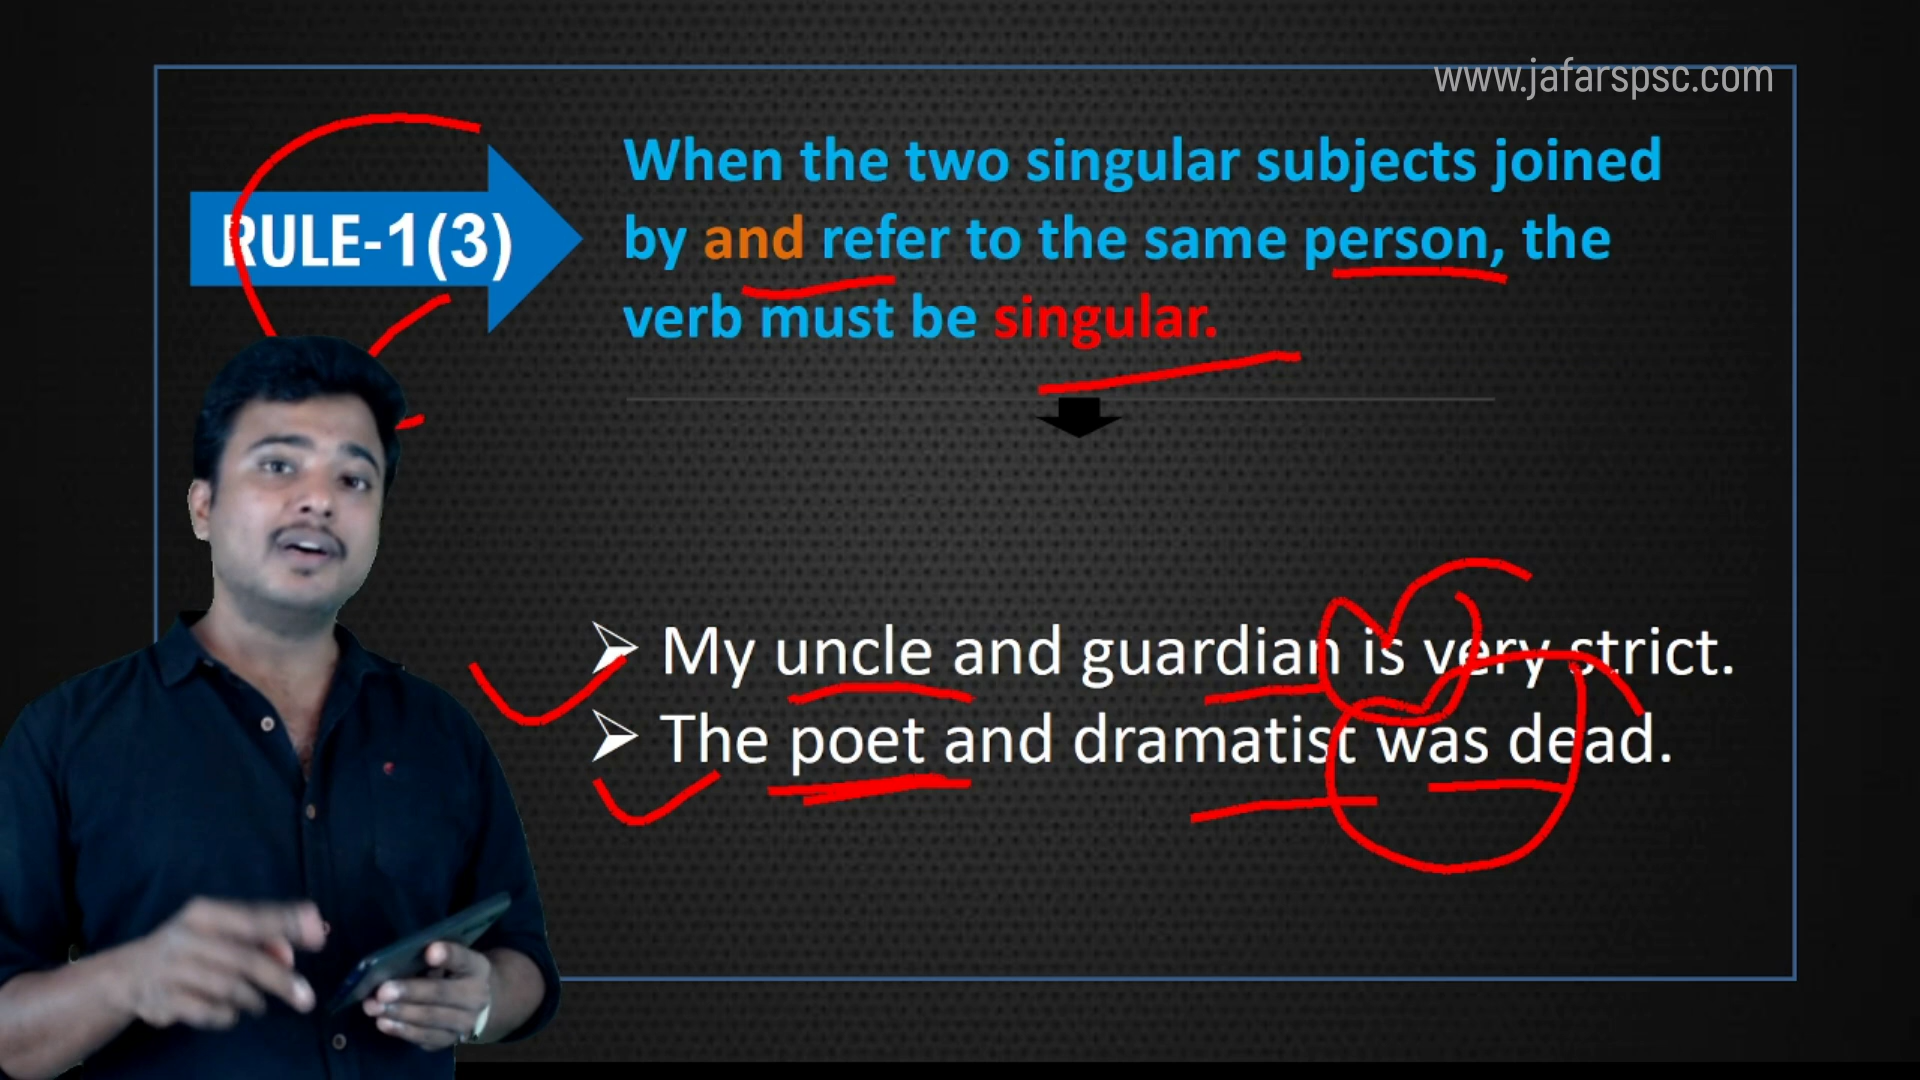 www.jafarspsc.com
RULE-1(3)
When the two singular subjects joined
by and refer to the same person, the
verb must be singular.
My uncle and guardian is very strict.
The poet and dramatist was dead.